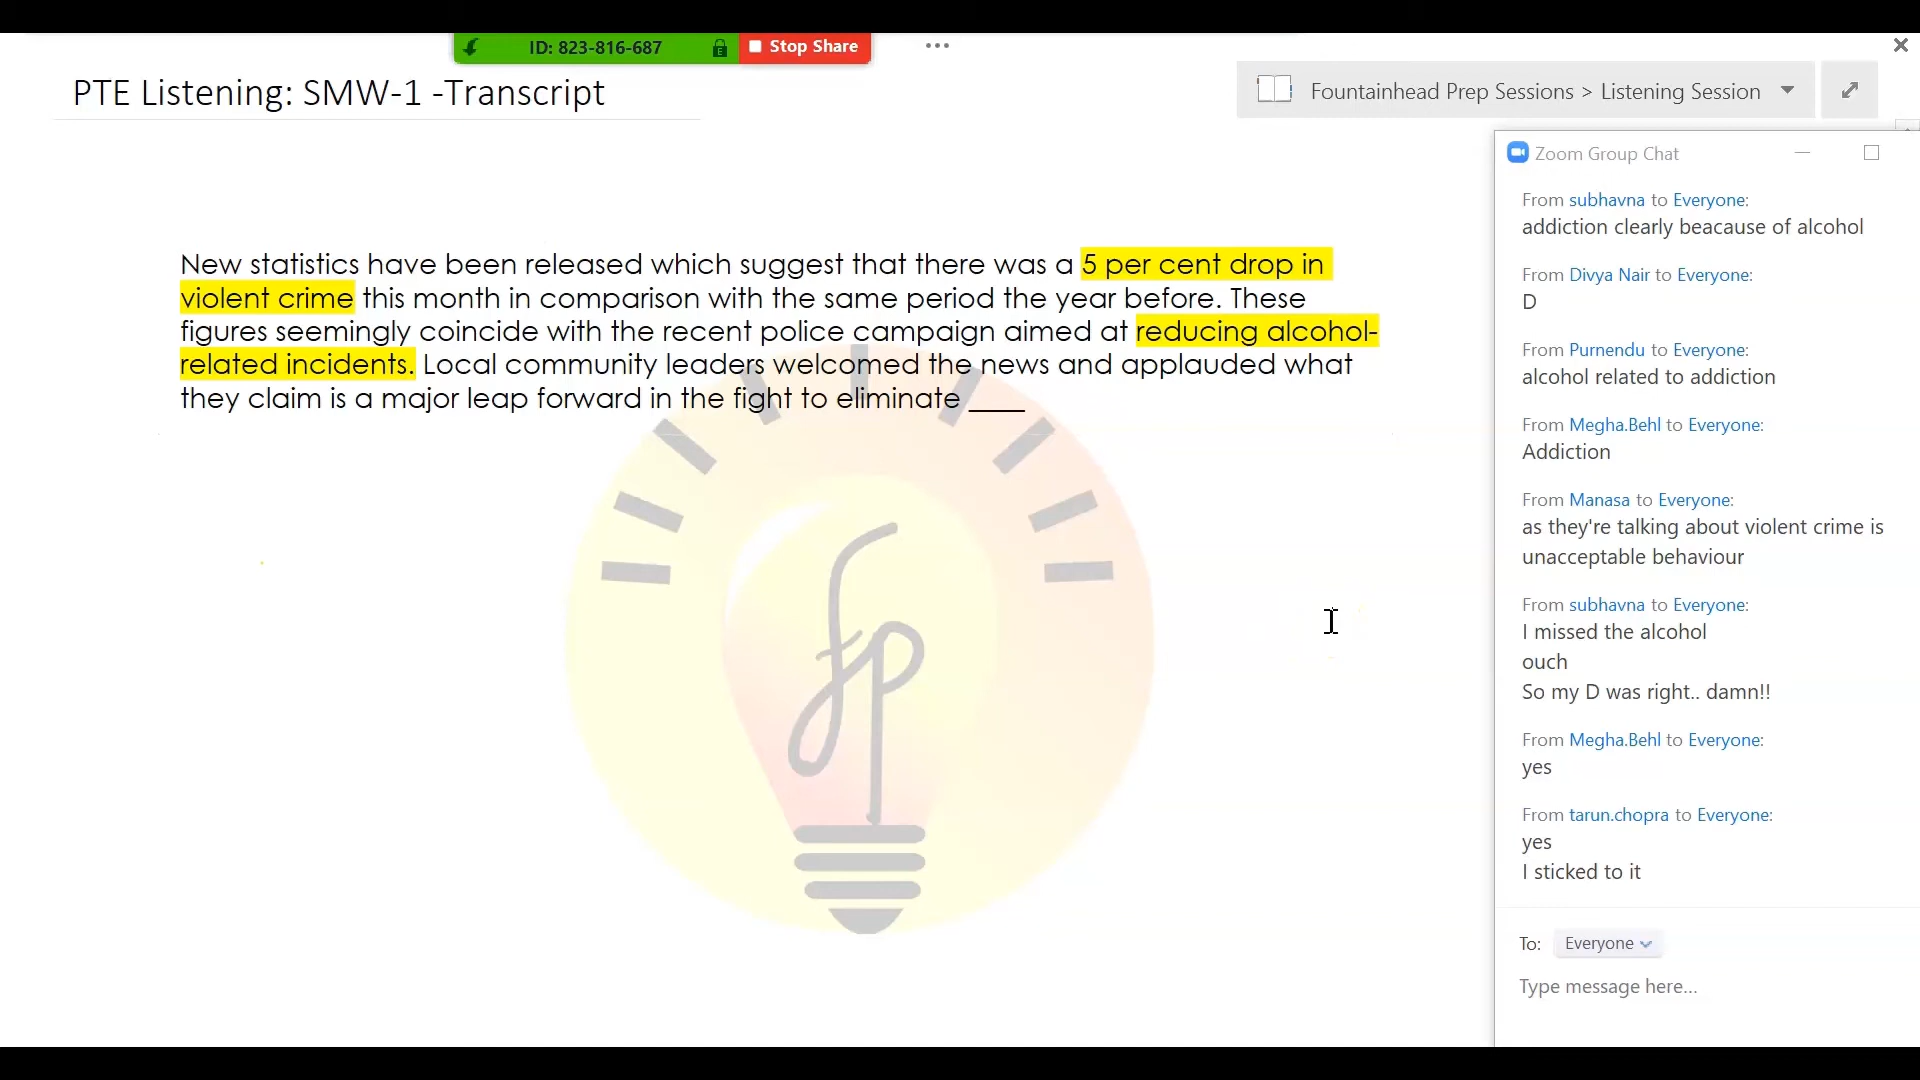 ID: 823-816-687
Stop Share
PTE Listening: SMW-1 -Transcript
Fountainhead Prep Sessions > Listening Session
Zoom Group Chat
New statistics have been released which suggest that there was a 5 per cent drop in
violent crime this month in comparison with the same period the year before. These
figures seemingly coincide with the recent police campaign aimed at reducing alcohol-
related incidents. Local community leaders welcomed the news and applauded what
they claim is a major leap forward in the fight to eliminate ____
fp
From subhavna to Everyone:
addiction clearly beacause of alcohol
From Divya Nair to Everyone:
D
From Purnendu to Everyone:
alcohol related to addiction
From Megha.Behl to Everyone:
Addiction
From Manasa to Everyone:
as they're talking about violent crime is
unacceptable behaviour
From subhavna to Everyone:
I missed the alcohol
ouch
So my D was right.. damn!!
From Megha.Behl to Everyone:
yes
From tarun.chopra to Everyone:
yes
I sticked to it
To: Everyone
Type message here...